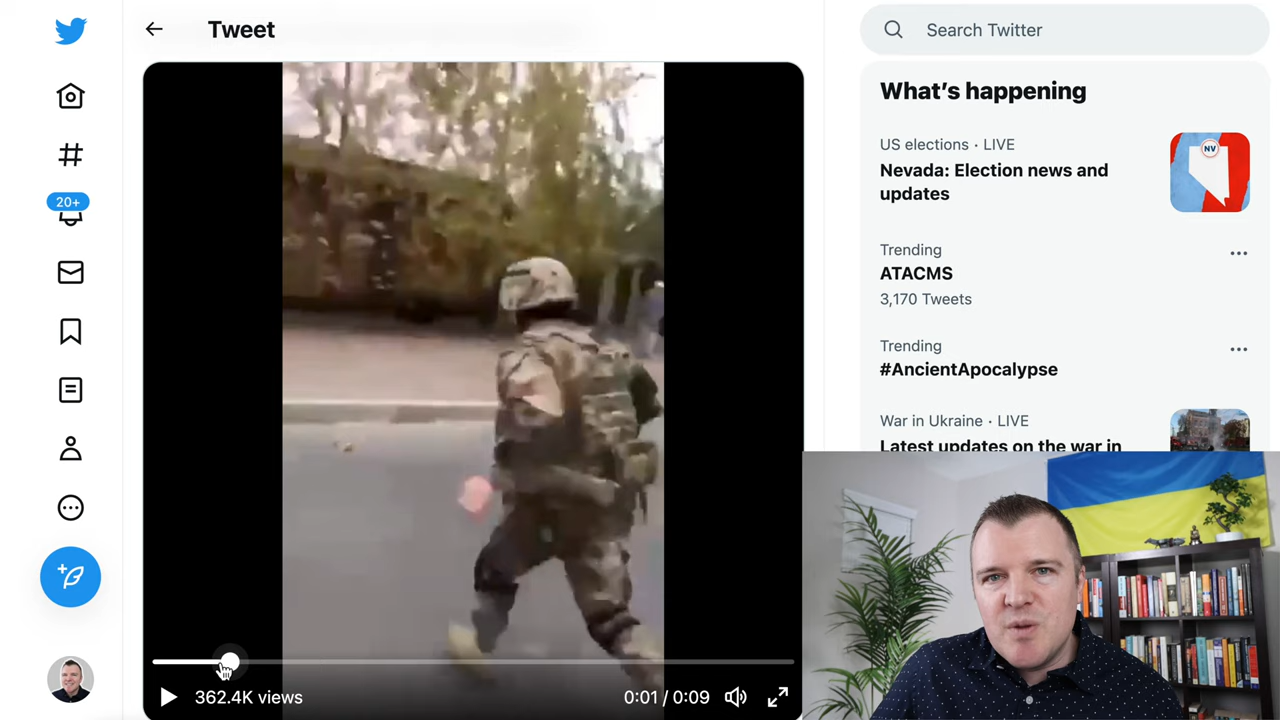 Tweet
Search Twitter
What's happening
US elections · LIVE
Nevada: Election news and
updates
NV
Trending
ATACMS
3,170 Tweets
Trending
#AncientApocalypse
War in Ukraine · LIVE
Latest updates on the war in
20+
362.4K views
0:01 / 0:09